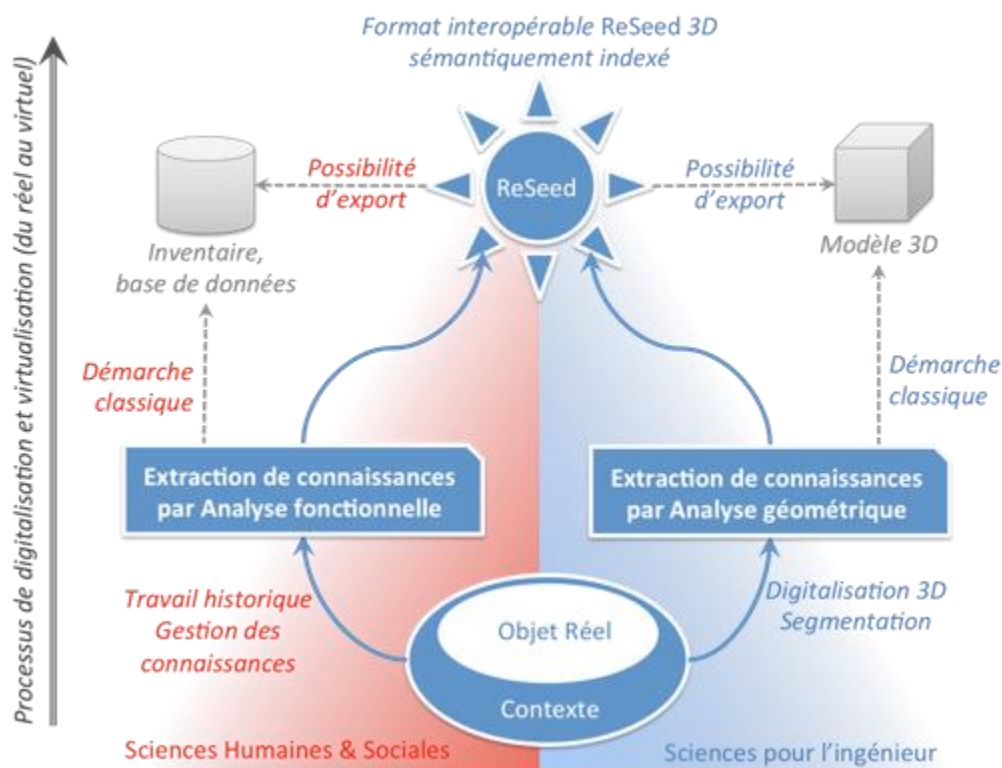 Format interopérable ReSeed 3D
sémantiquement indexé
Processus de digitalisation et virtualisation (du réel au virtuel)
Possibilité
d'export
ReSeed
Possibilité
d'export
Inventaire,
base de données
Modèle 3D
Démarche
classique
Démarche
classique
Extraction de connaissances
par Analyse fonctionnelle
Extraction de connaissances
par Analyse géométrique
Travail historique
Gestion des
connaissances
Digitalisation 3D
Segmentation
Objet Réel
Contexte
Sciences Humaines & Sociales
Sciences pour l'ingénieur